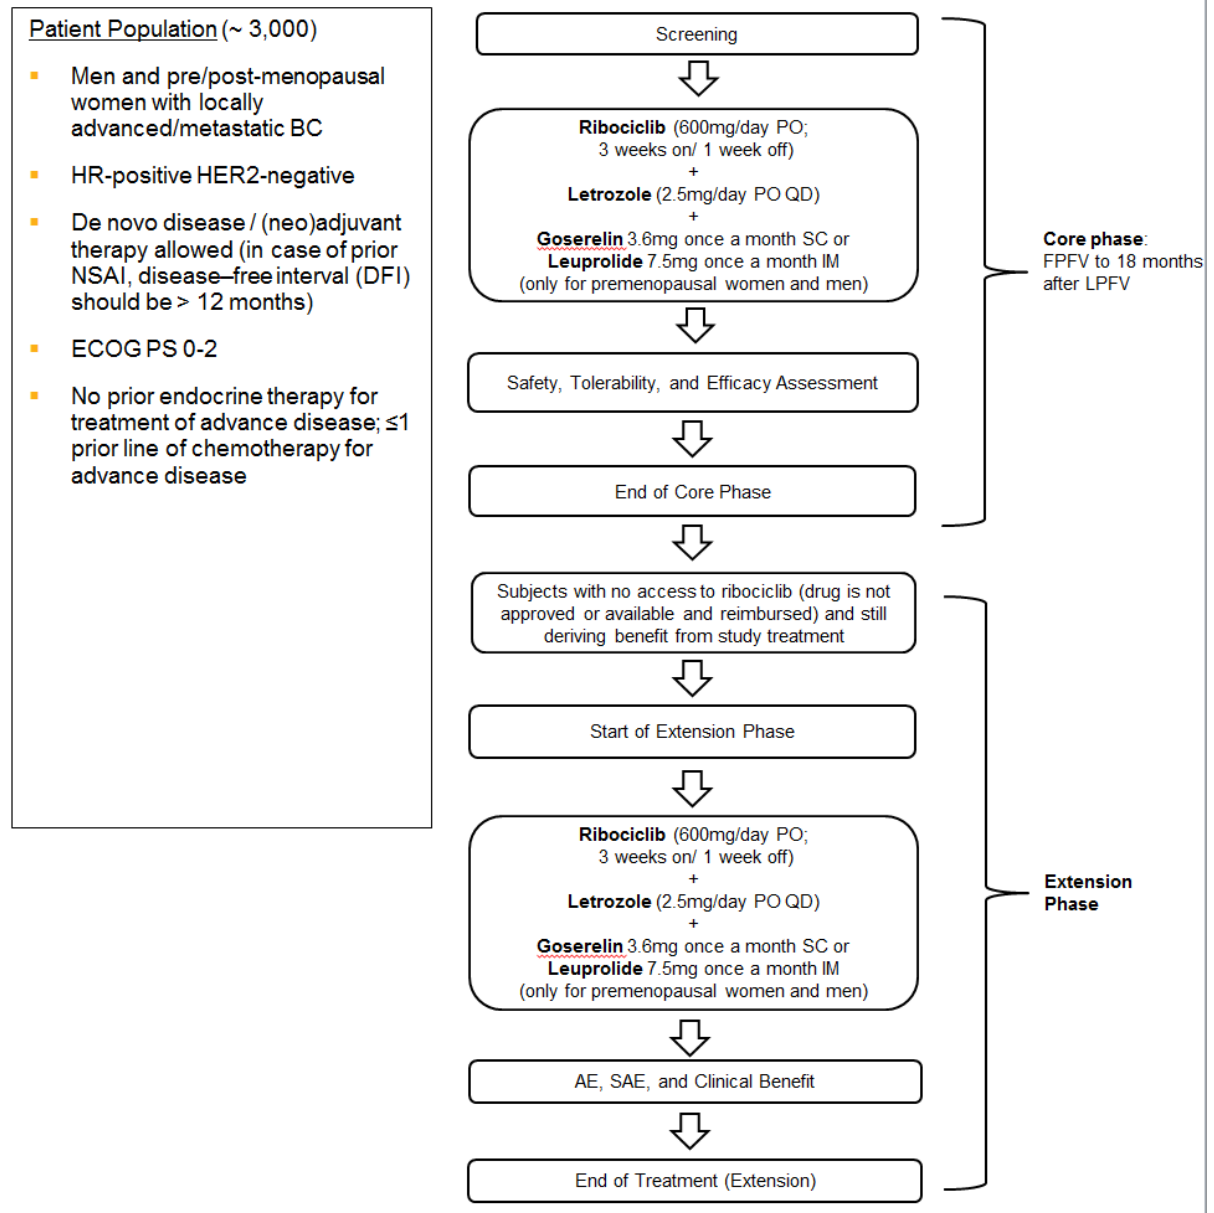 Patient Population (~ 3,000)
Men and pre/post-menopausal
women with locally
advanced/metastatic BC
HR-positive HER2-negative
De novo disease / (neo)adjuvant
therapy allowed (in case of prior
NSAI, disease–free interval (DFI)
should be > 12 months)
ECOG PS 0-2
No prior endocrine therapy for
treatment of advance disease; ≤1
prior line of chemotherapy for
advance disease
Screening
Ribociclib (600mg/day PO;
3 weeks on/ 1 week off)
+
Letrozole (2.5mg/day PO QD)
+
Goserelin 3.6mg once a month SC or
Leuprolide 7.5mg once a month IM
(only for premenopausal women and men)
Safety, Tolerability, and Efficacy Assessment
End of Core Phase
Core phase:
FPFV to 18 months
after LPFV
Subjects with no access to ribociclib (drug is not
approved or available and reimbursed) and still
deriving benefit from study treatment
Start of Extension Phase
Ribociclib (600mg/day PO;
3 weeks on/ 1 week off)
+
Letrozole (2.5mg/day PO QD)
+
Goserelin 3.6mg once a month SC or
Leuprolide 7.5mg once a month IM
(only for premenopausal women and men)
AE, SAE, and Clinical Benefit
End of Treatment (Extension)
Extension
Phase